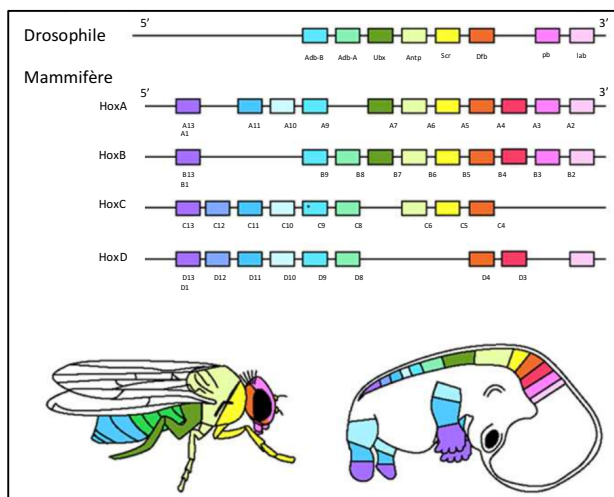 5’ 3’
Drosophile
Adb-B Adb-A Ubx Antp Scr Dfb pb lab
Mammifère
5’ 3’
HoxA
A13 A11 A10 A9 A7 A6 A5 A4 A3 A2
A1
HoxB
B13 B9 B8 B7 B6 B5 B4 B3 B2
B1
HoxC
C13 C12 C11 C10 C9 C8 C6 C5 C4
HoxD
D13 D12 D11 D10 D9 D8 D4 D3
D1